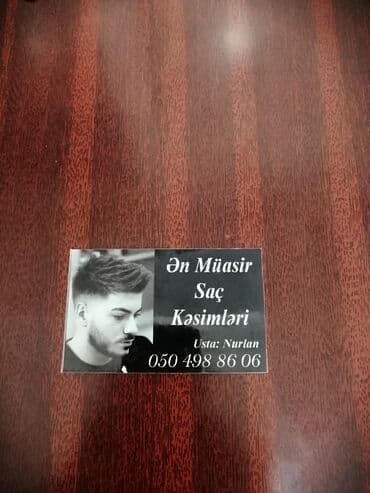 Ən Müasir
Saç
Kəsimləri
Usta: Nurlan
050 498 86 06